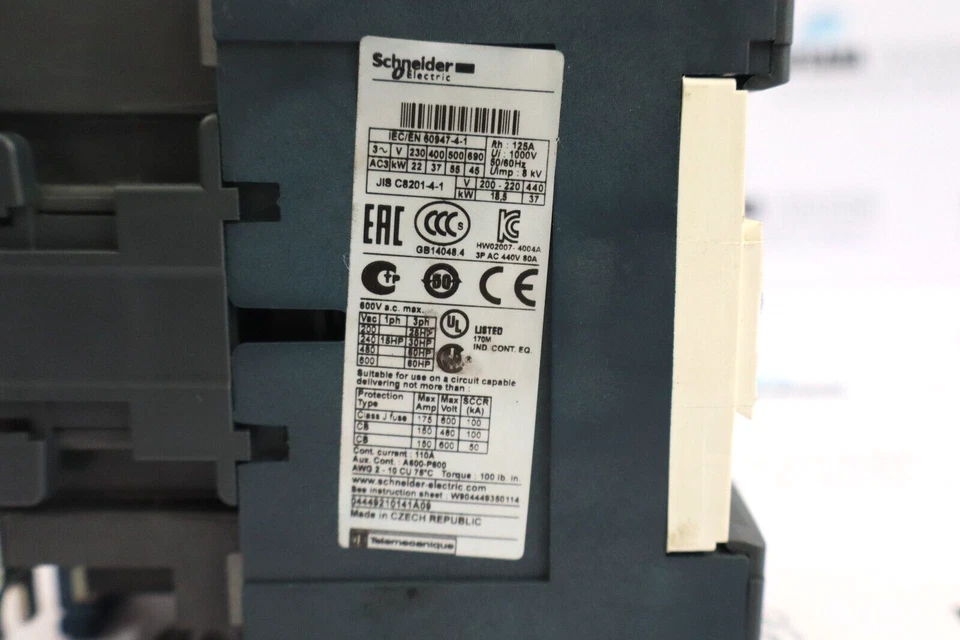 Schneider
Electric
IEC/EN 60947-4-1
3~ V 230 400 500 690
AC3 kW 22 37 55 45
Ith : 125A
Ui : 1000V
50/60Hz
Uimp : 8 kV
JIS C8201-4-1
V 200 - 220 440
kW 18,5 37
EAC
CCC S
GB14048.4
KC
HW02007- 4004A
3P AC 440V 80A
CE
600V a.c. max.
Vac 1ph 3ph
200 25HP
240 15HP 30HP
480 60HP
600 60HP
UL
LISTED
170M
IND. CONT. EQ.
Suitable for use on a circuit capable
delivering not more than :
Protection Type Max Amp Max Volt SCCR (kA)
Class J fuse 175 600 100
CB 150 480 100
CB 150 600 50
Cont. current : 110A
Aux. Cont. : A600-P600
AWG 2 - 10 CU 75°C Torque : 100 lb. in.
www.schneider-electric.com
See instruction sheet : W904449350114
04449210141A09
Made in CZECH REPUBLIC
Telemecanique